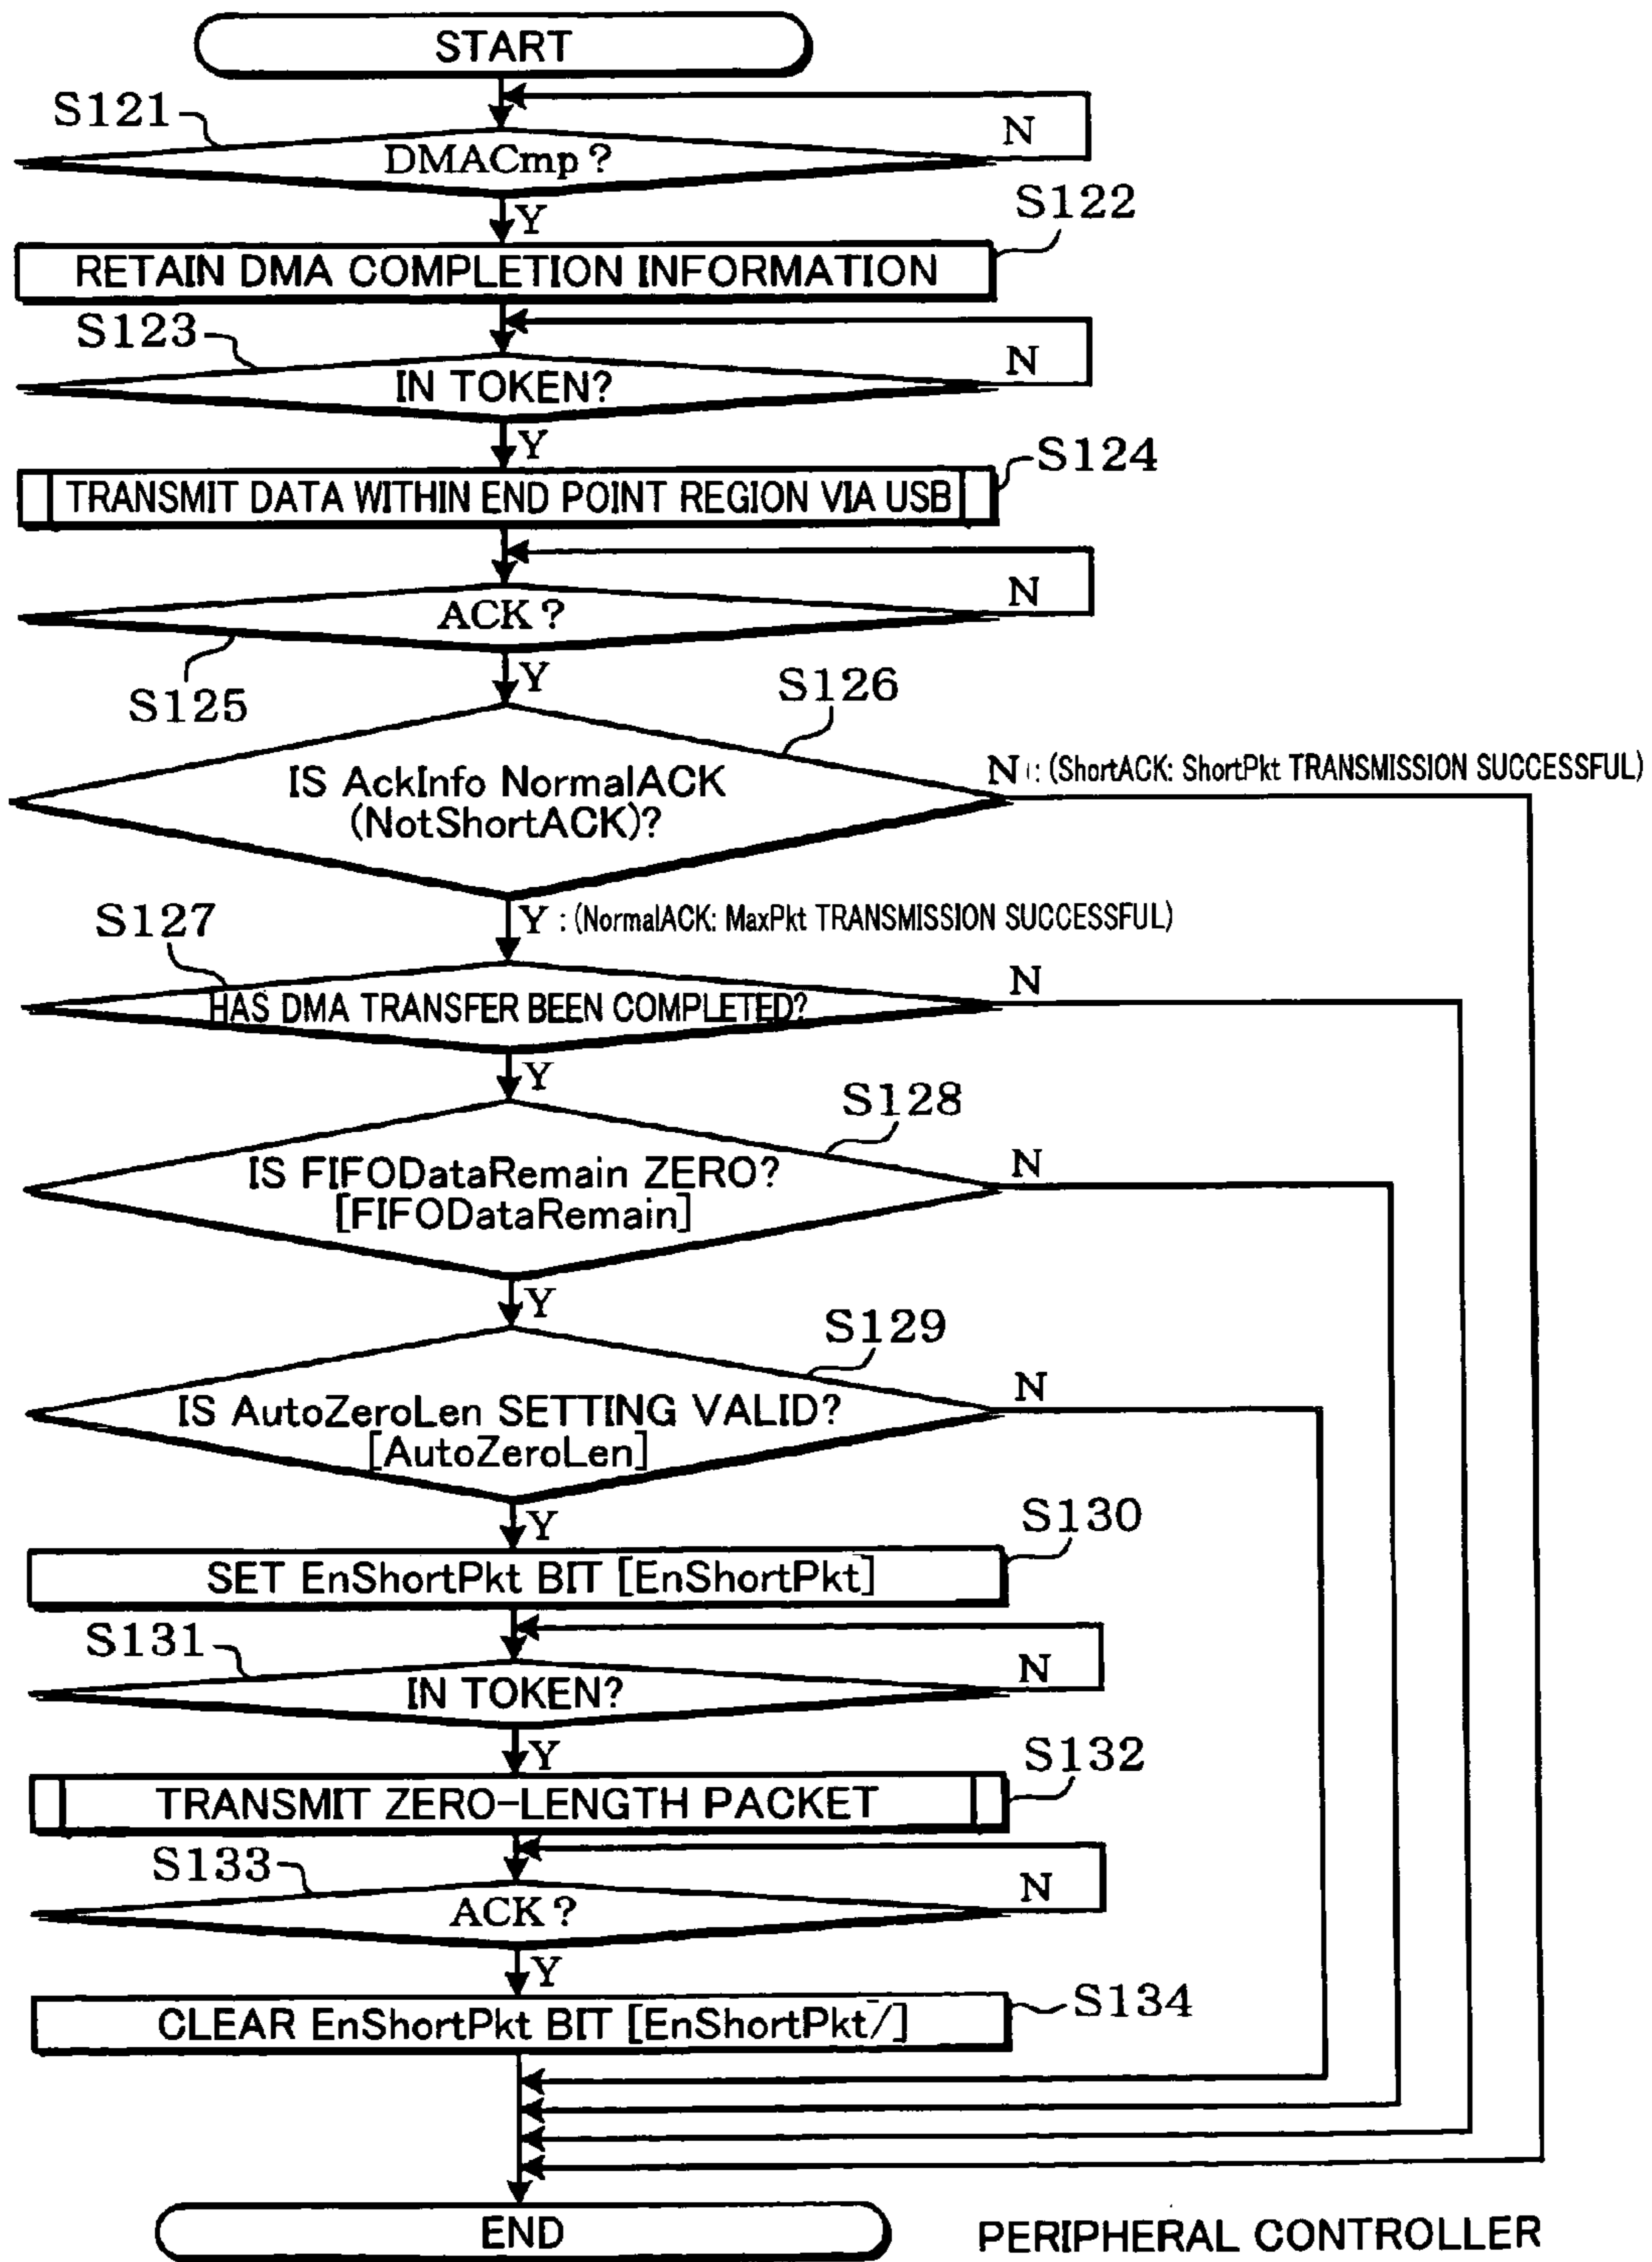 START
S121
DMACmp?
N
Y
S122
RETAIN DMA COMPLETION INFORMATION
S123
IN TOKEN?
N
Y
S124
TRANSMIT DATA WITHIN END POINT REGION VIA USB
ACK?
N
S125
Y
S126
IS AckInfo NormalACK
(NotShortACK)?
N : (ShortACK: ShortPkt TRANSMISSION SUCCESSFUL)
Y : (NormalACK: MaxPkt TRANSMISSION SUCCESSFUL)
S127
HAS DMA TRANSFER BEEN COMPLETED?
N
Y
S128
IS FIFODataRemain ZERO?
[FIFODataRemain]
N
Y
S129
IS AutoZeroLen SETTING VALID?
[AutoZeroLen]
N
Y
S130
SET EnShortPkt BIT [EnShortPkt]
S131
IN TOKEN?
N
Y
S132
TRANSMIT ZERO-LENGTH PACKET
S133
ACK?
N
Y
S134
CLEAR EnShortPkt BIT [EnShortPkt/]
END
PERIPHERAL CONTROLLER